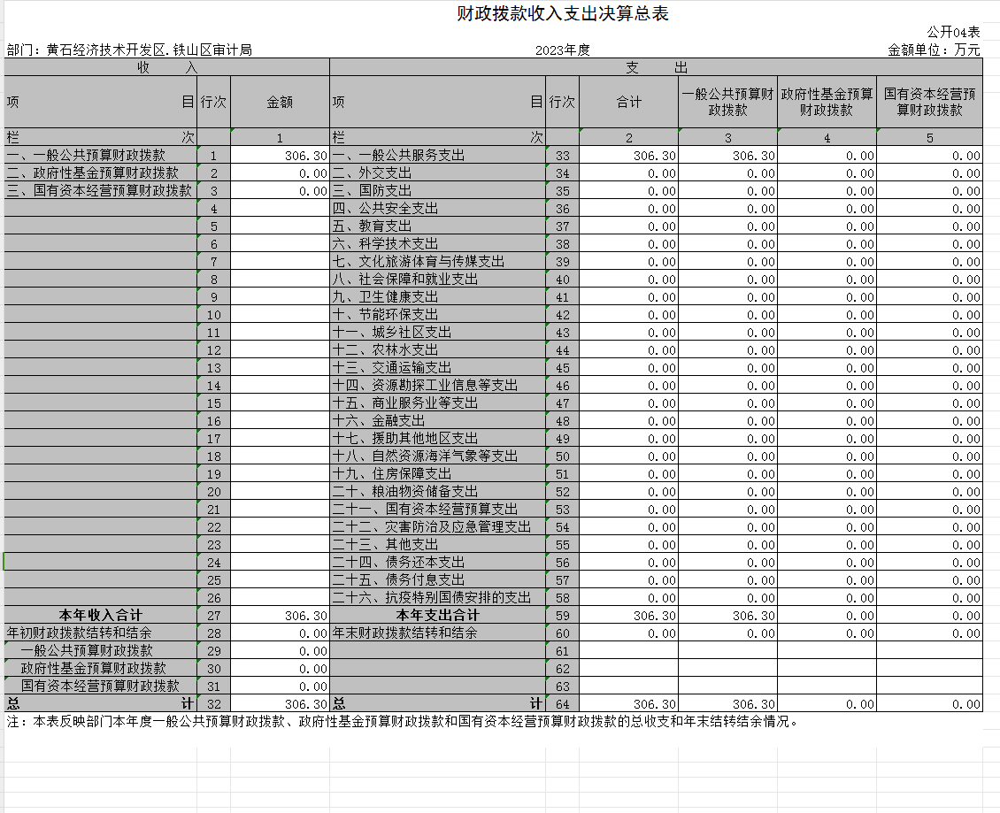 财政拨款收入支出决算总表
公开04表
部门：黄石经济技术开发区.铁山区审计局 2023年度 金额单位：万元
收 入 支 出
项 目 行次 金额 项 目 行次 合计 一般公共预算财政拨款 政府性基金预算财政拨款 国有资本经营预算财政拨款
栏 次 1 栏 次 2 3 4 5
一、一般公共预算财政拨款 1 306.30 一、一般公共服务支出 33 306.30 306.30 0.00 0.00
二、政府性基金预算财政拨款 2 0.00 二、外交支出 34 0.00 0.00 0.00 0.00
三、国有资本经营预算财政拨款 3 0.00 三、国防支出 35 0.00 0.00 0.00 0.00
4 四、公共安全支出 36 0.00 0.00 0.00 0.00
5 五、教育支出 37 0.00 0.00 0.00 0.00
6 六、科学技术支出 38 0.00 0.00 0.00 0.00
7 七、文化旅游体育与传媒支出 39 0.00 0.00 0.00 0.00
8 八、社会保障和就业支出 40 0.00 0.00 0.00 0.00
9 九、卫生健康支出 41 0.00 0.00 0.00 0.00
10 十、节能环保支出 42 0.00 0.00 0.00 0.00
11 十一、城乡社区支出 43 0.00 0.00 0.00 0.00
12 十二、农林水支出 44 0.00 0.00 0.00 0.00
13 十三、交通运输支出 45 0.00 0.00 0.00 0.00
14 十四、资源勘探工业信息等支出 46 0.00 0.00 0.00 0.00
15 十五、商业服务业等支出 47 0.00 0.00 0.00 0.00
16 十六、金融支出 48 0.00 0.00 0.00 0.00
17 十七、援助其他地区支出 49 0.00 0.00 0.00 0.00
18 十八、自然资源海洋气象等支出 50 0.00 0.00 0.00 0.00
19 十九、住房保障支出 51 0.00 0.00 0.00 0.00
20 二十、粮油物资储备支出 52 0.00 0.00 0.00 0.00
21 二十一、国有资本经营预算支出 53 0.00 0.00 0.00 0.00
22 二十二、灾害防治及应急管理支出 54 0.00 0.00 0.00 0.00
23 二十三、其他支出 55 0.00 0.00 0.00 0.00
24 二十四、债务还本支出 56 0.00 0.00 0.00 0.00
25 二十五、债务付息支出 57 0.00 0.00 0.00 0.00
26 二十六、抗疫特别国债安排的支出 58 0.00 0.00 0.00 0.00
本年收入合计 27 306.30 本年支出合计 59 306.30 306.30 0.00 0.00
年初财政拨款结转和结余 28 0.00 年末财政拨款结转和结余 60 0.00 0.00 0.00 0.00
一般公共预算财政拨款 29 0.00 61
政府性基金预算财政拨款 30 0.00 62
国有资本经营预算财政拨款 31 0.00 63
总 计 32 306.30 总 计 64 306.30 306.30 0.00 0.00
注：本表反映部门本年度一般公共预算财政拨款、政府性基金预算财政拨款和国有资本经营预算财政拨款的总收支和年末结转结余情况。